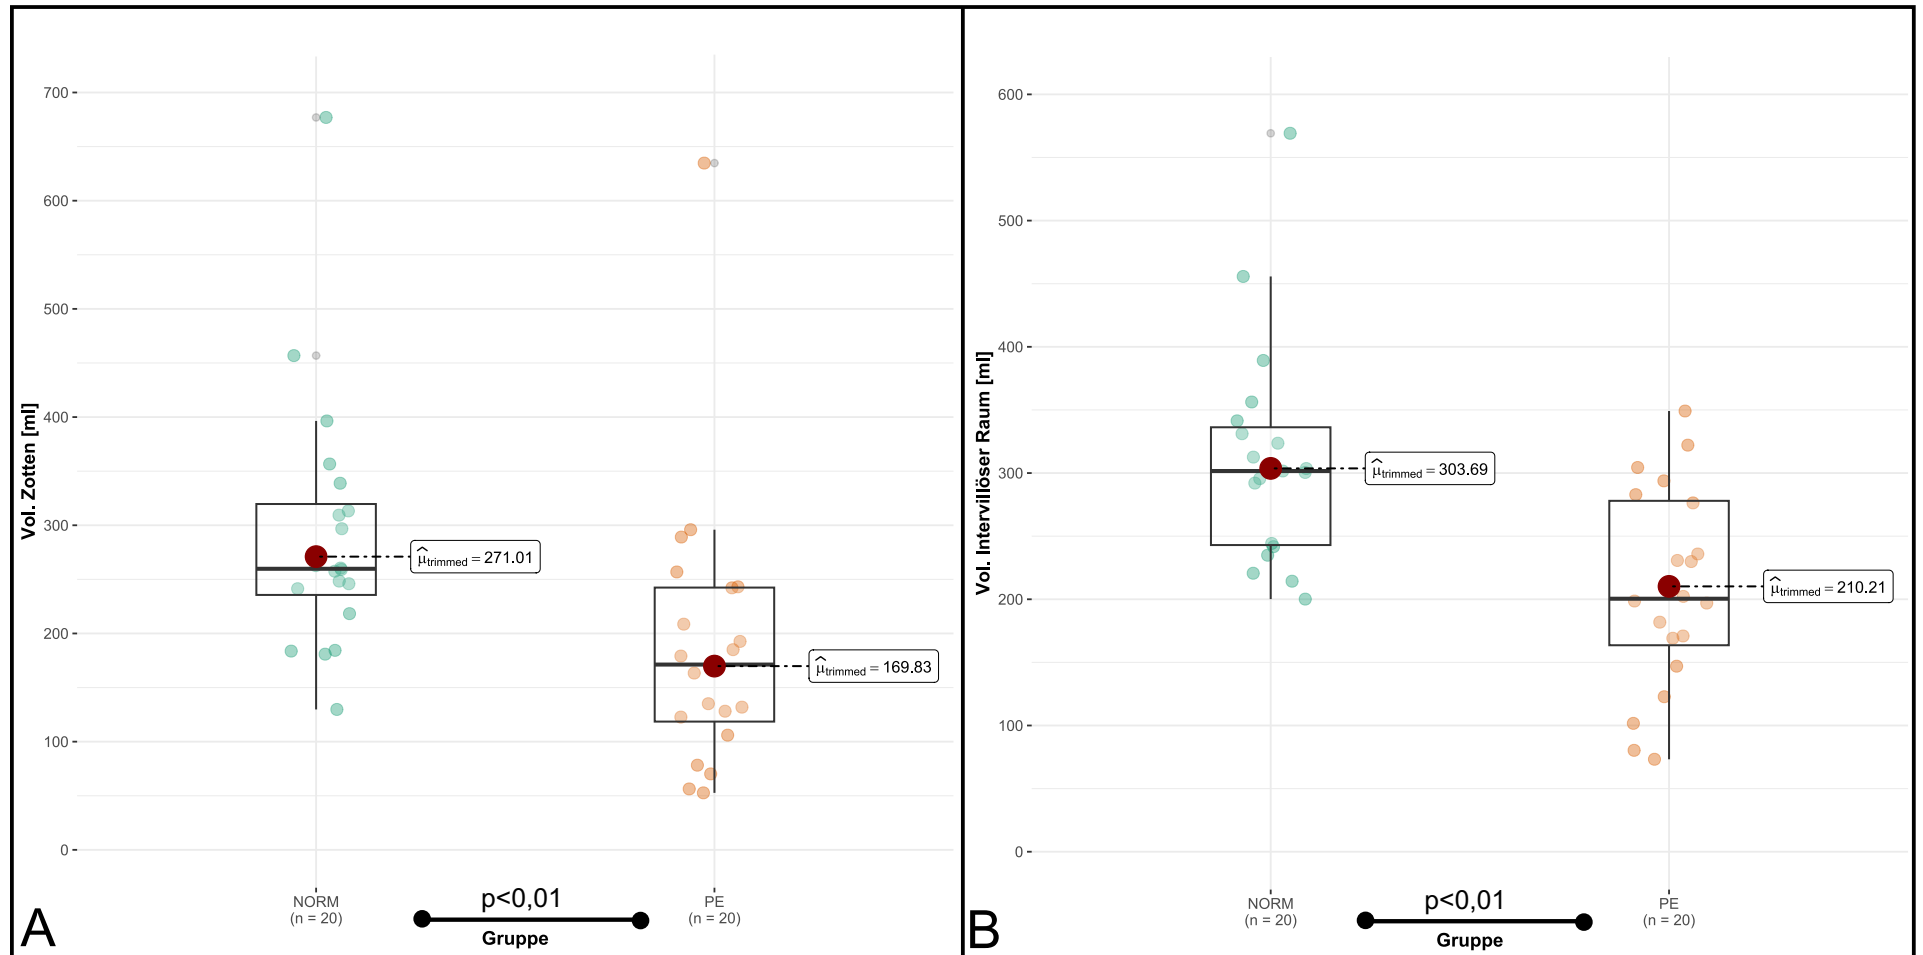 Vol. Zotten [ml]
700
600
500
400
300
200
100
0
μ̂trimmed = 271.01
μ̂trimmed = 169.83
NORM
(n = 20)
PE
(n = 20)
p<0,01
Gruppe
A
Vol. Intervillöser Raum [ml]
600
500
400
300
200
100
0
μ̂trimmed = 303.69
μ̂trimmed = 210.21
NORM
(n = 20)
PE
(n = 20)
p<0,01
Gruppe
B